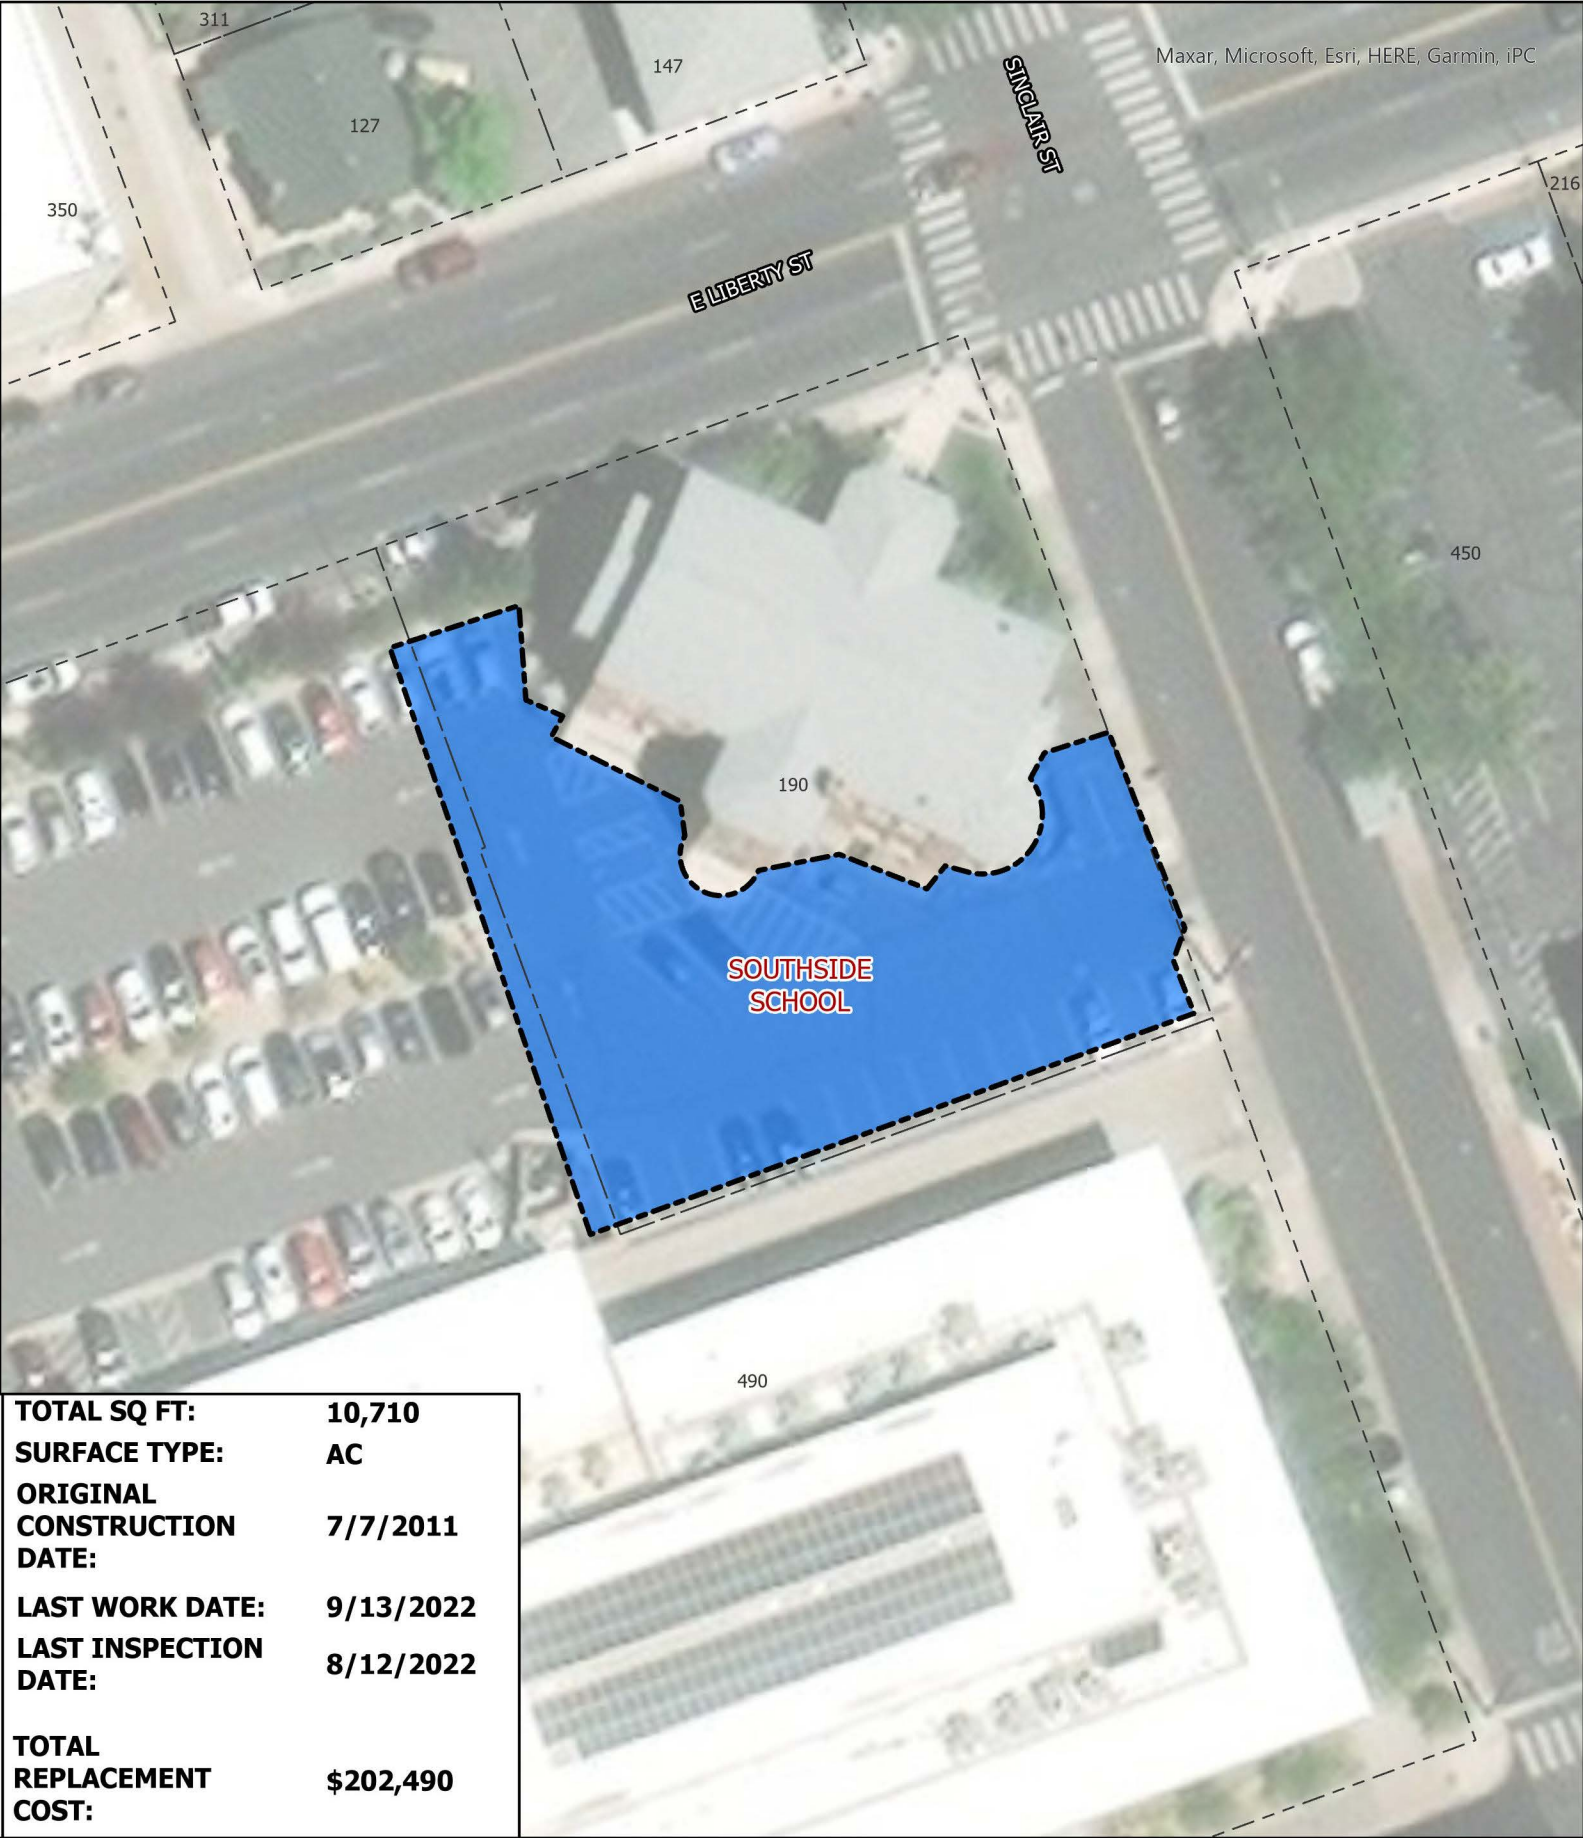 311
147
Maxar, Microsoft, Esri, HERE, Garmin, iPC
SINCLAIR ST
127
216
350
E LIBERTY ST
450
190
SOUTHSIDE
SCHOOL
490
TOTAL SQ FT: 10,710
SURFACE TYPE: AC
ORIGINAL
CONSTRUCTION 7/7/2011
DATE:
LAST WORK DATE: 9/13/2022
LAST INSPECTION
DATE: 8/12/2022
TOTAL
REPLACEMENT $202,490
COST: